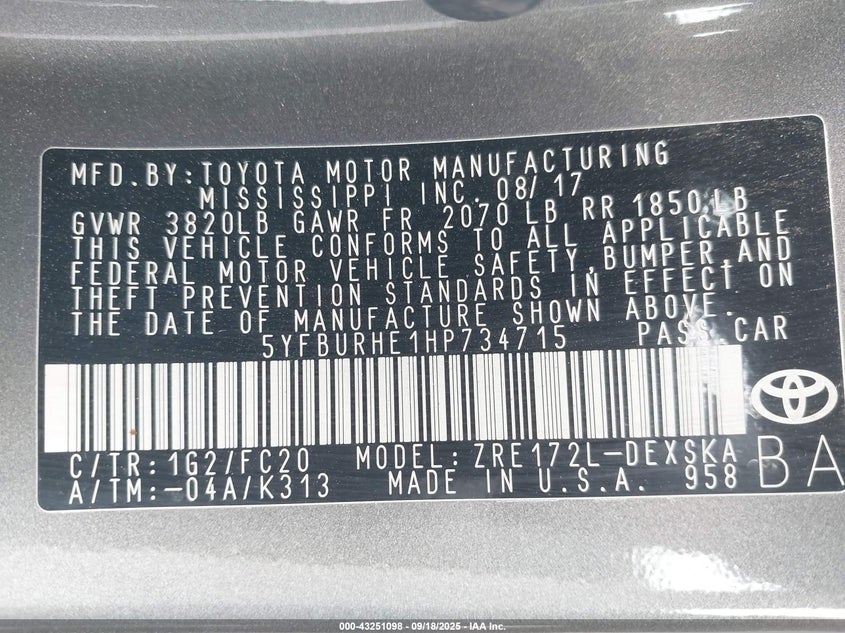 MFD.BY:TOYOTA MOTOR MANUFACTURING
MISSISSIPPI INC. 08/17
GVWR 3820LB GAWR FR 2070 LB RR 1850LB
THIS VEHICLE CONFORMS TO ALL APPLICABLE
FEDERAL MOTOR VEHICLE SAFETY,BUMPER,AND
THEFT PREVENTION STANDARDS IN EFFECT ON
THE DATE OF MANUFACTURE SHOWN ABOVE.
5YFBURHE1HP734715 PASS CAR
C/TR:1G2/FC20 MODEL:ZRE172L-DEXSKA
A/TM:-04A/K313 MADE IN U.S.A. 958
BA
000-43251098 - 09/18/2025 - IAA Inc.